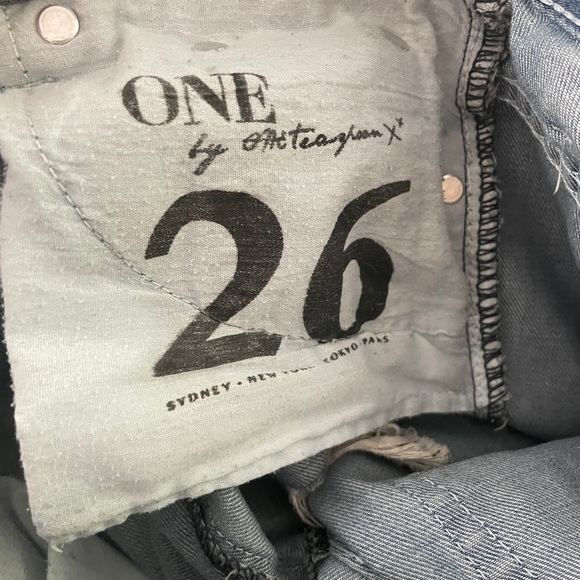 ONE
by OneTeaspoon X
26
SYDNEY - NEW YORK TOKYO PARIS